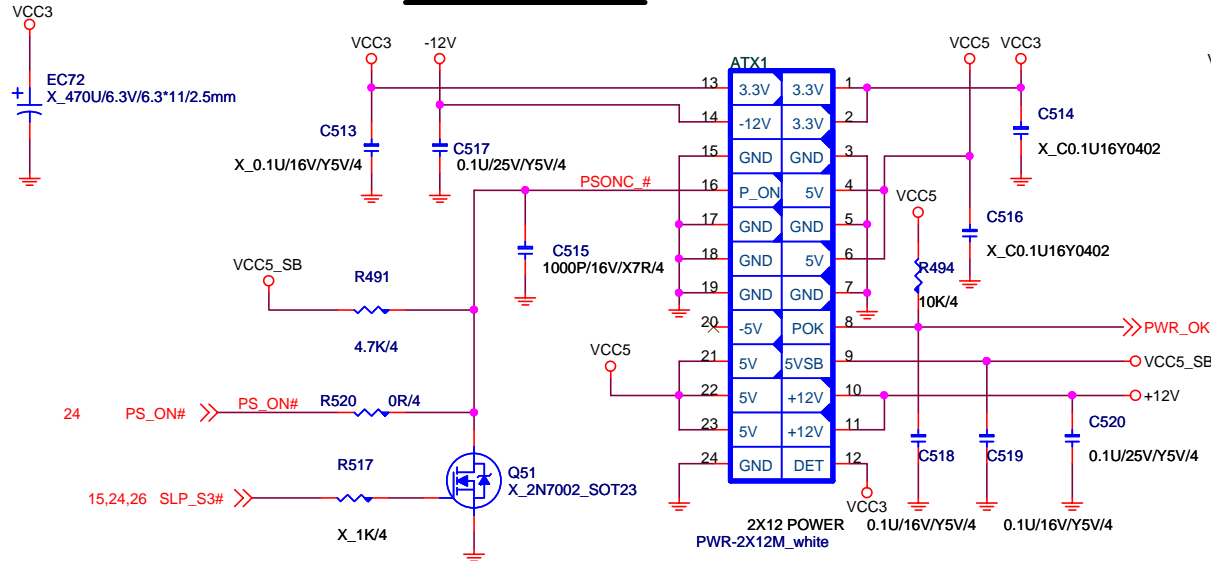 VCC3
EC72
X_470U/6.3V/6.3*11/2.5mm
+
VCC3
-12V
C513
X_0.1U/16V/Y5V/4
C517
0.1U/25V/Y5V/4
ATX1
13 3.3V 3.3V 1
14 -12V 3.3V 2
15 GND GND 3
16 P_ON 5V 4
17 GND GND 5
18 GND 5V 6
19 GND GND 7
20 -5V POK 8
21 5V 5VSB 9
22 5V +12V 10
23 5V +12V 11
24 GND DET 12
2X12 POWER
PWR-2X12M_white
VCC5 VCC3
C514
X_C0.1U16Y0402
VCC5
C516
X_C0.1U16Y0402
R494
10K/4
PSONC_#
C515
1000P/16V/X7R/4
VCC5_SB
R491
4.7K/4
VCC5
PWR_OK
VCC5_SB
+12V
24 PS_ON# PS_ON# R520 0R/4
R517
15,24,26 SLP_S3#
X_1K/4
Q51
X_2N7002_SOT23
VCC3
C518
0.1U/16V/Y5V/4
C519
0.1U/16V/Y5V/4
C520
0.1U/25V/Y5V/4